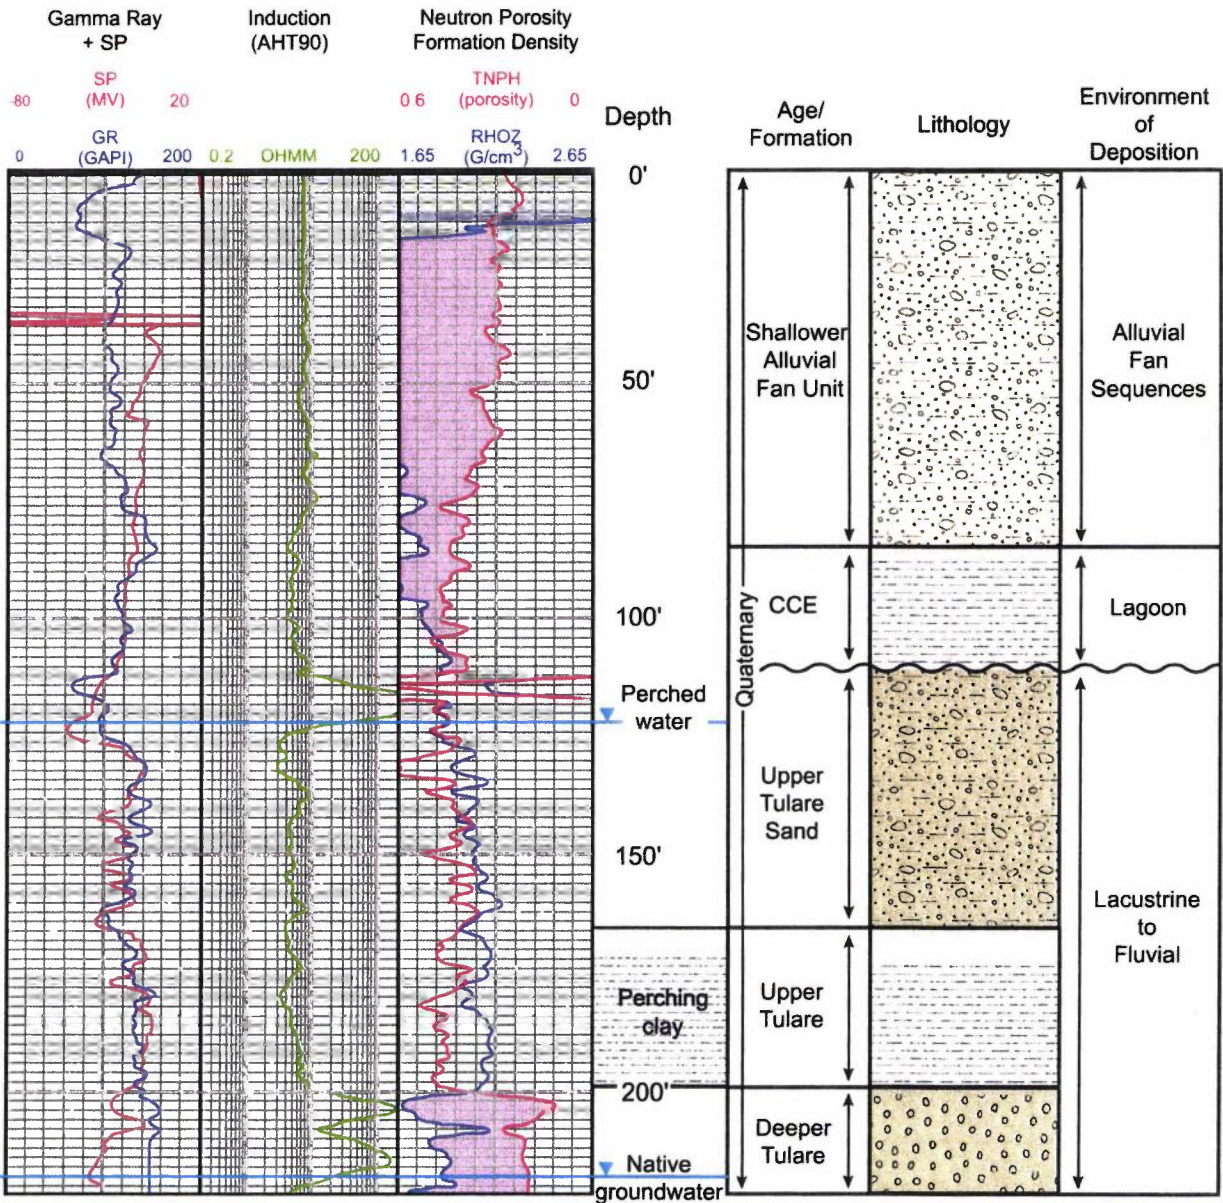 Gamma Ray
+ SP
Induction
(AHT90)
Neutron Porosity
Formation Density
SP
-80 (MV) 20
TNPH
0 6 (porosity) 0
GR
0 (GAPI) 200
0.2 OHMM 200
RHOZ
1.65 (G/cm³ 2.65
Depth
Age/
Formation
Lithology
Environment
of
Deposition
0'
50'
100'
Perched
water
150'
Perching
clay
200'
Native
groundwater
Quaternary
Shallower
Alluvial
Fan Unit
CCE
Upper
Tulare
Sand
Upper
Tulare
Deeper
Tulare
Alluvial
Fan
Sequences
Lagoon
Lacustrine
to
Fluvial